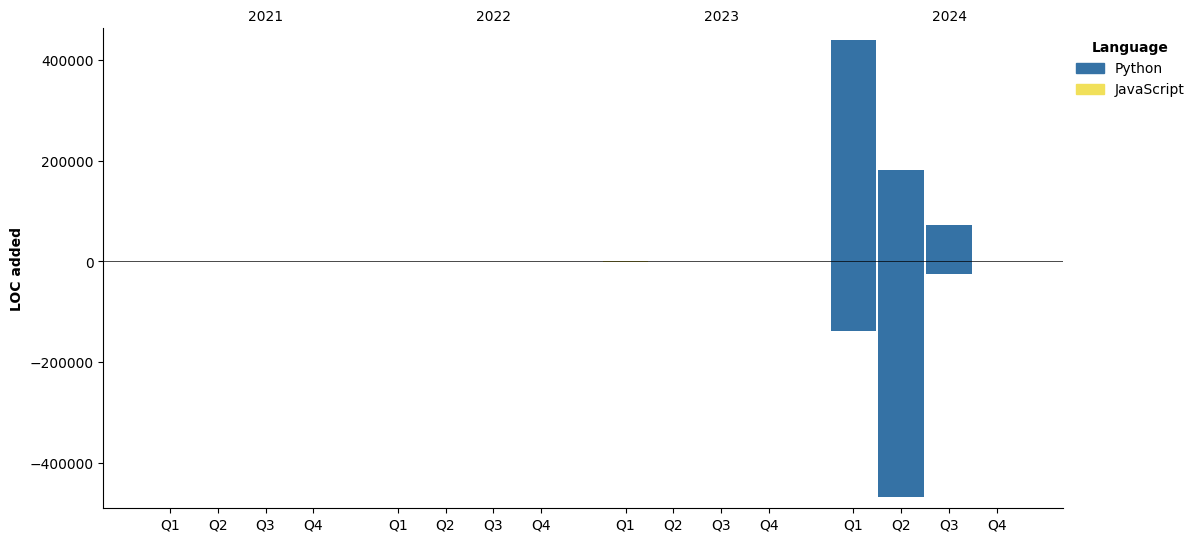 2021 2022 2023 2024
Language
Python
JavaScript
400000
200000
0
−200000
−400000
LOC added
Q1 Q2 Q3 Q4 Q1 Q2 Q3 Q4 Q1 Q2 Q3 Q4 Q1 Q2 Q3 Q4